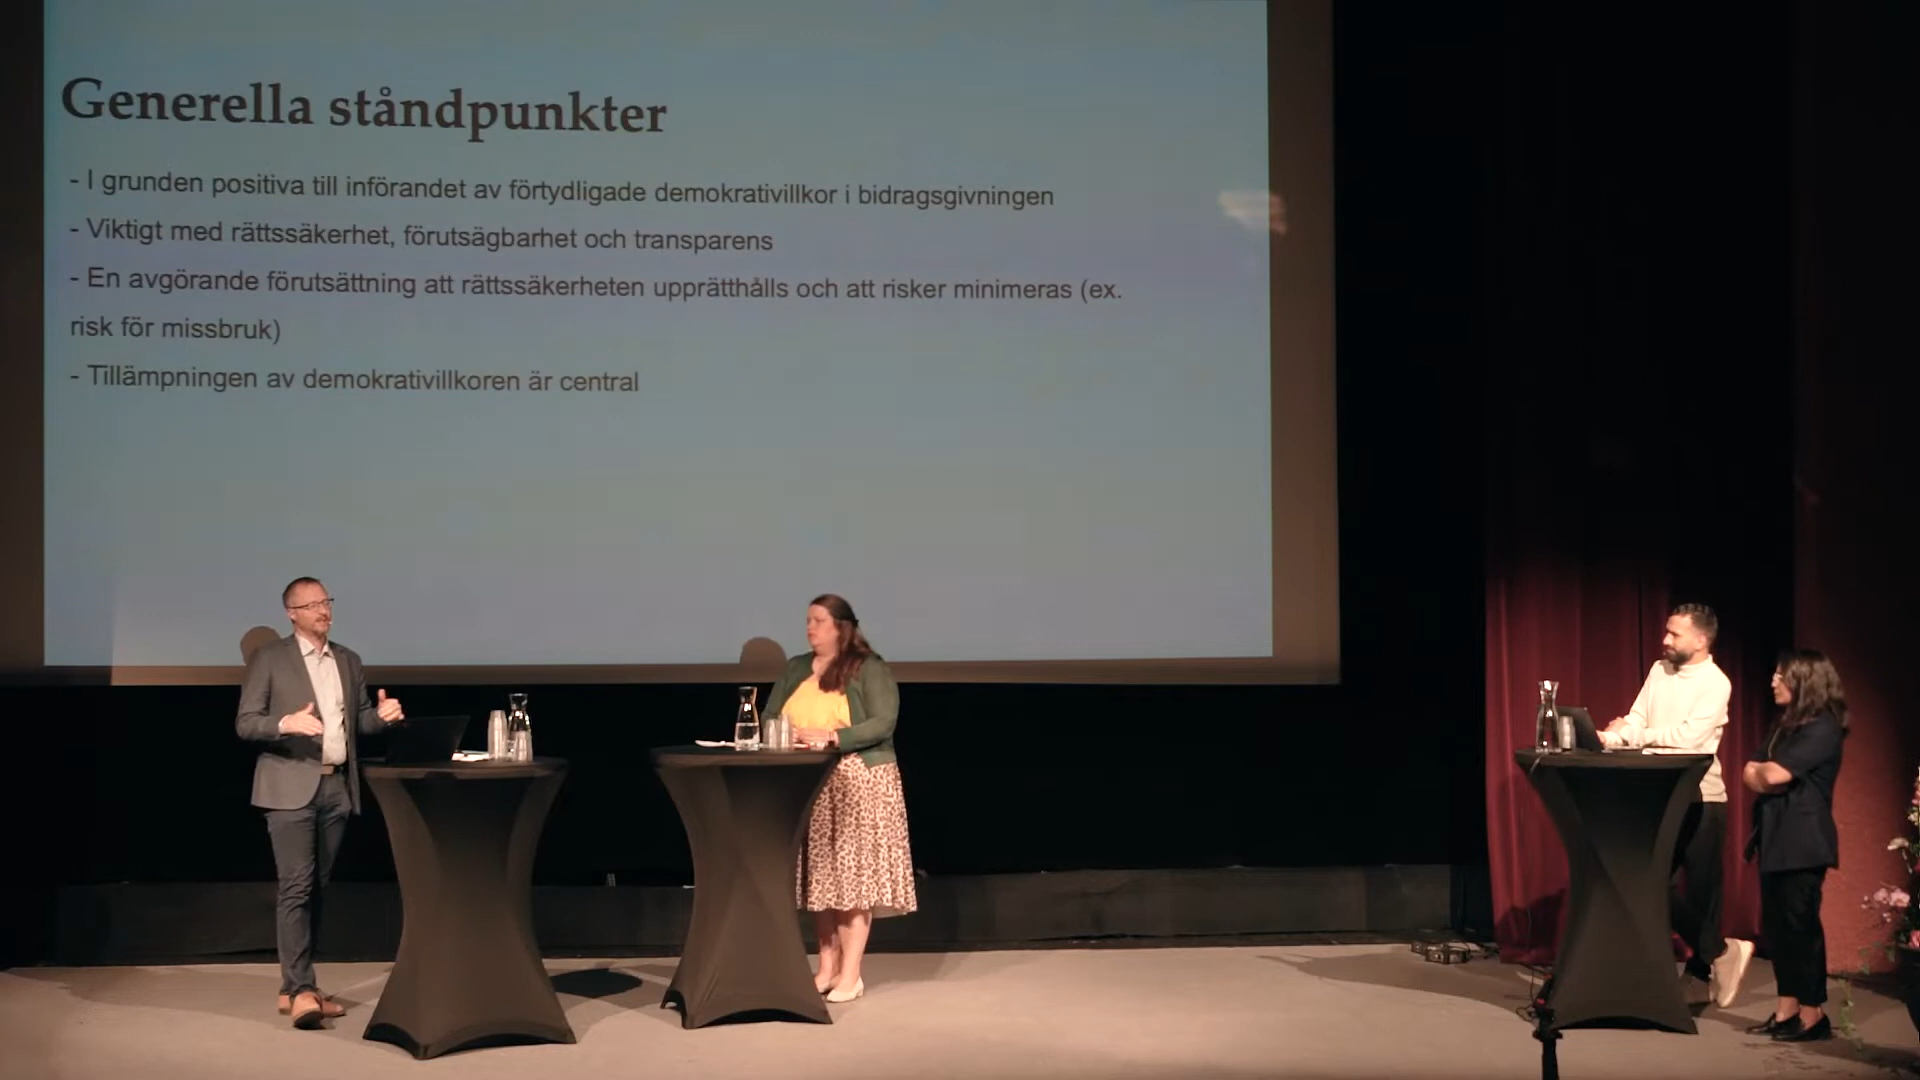 Generella ståndpunkter
- I grunden positiva till införandet av förtydligade demokrativillkor i bidragsgivningen
- Viktigt med rättssäkerhet, förutsägbarhet och transparens
- En avgörande förutsättning att rättssäkerheten upprätthålls och att risker minimeras (ex.
risk för missbruk)
- Tillämpningen av demokrativillkoren är central